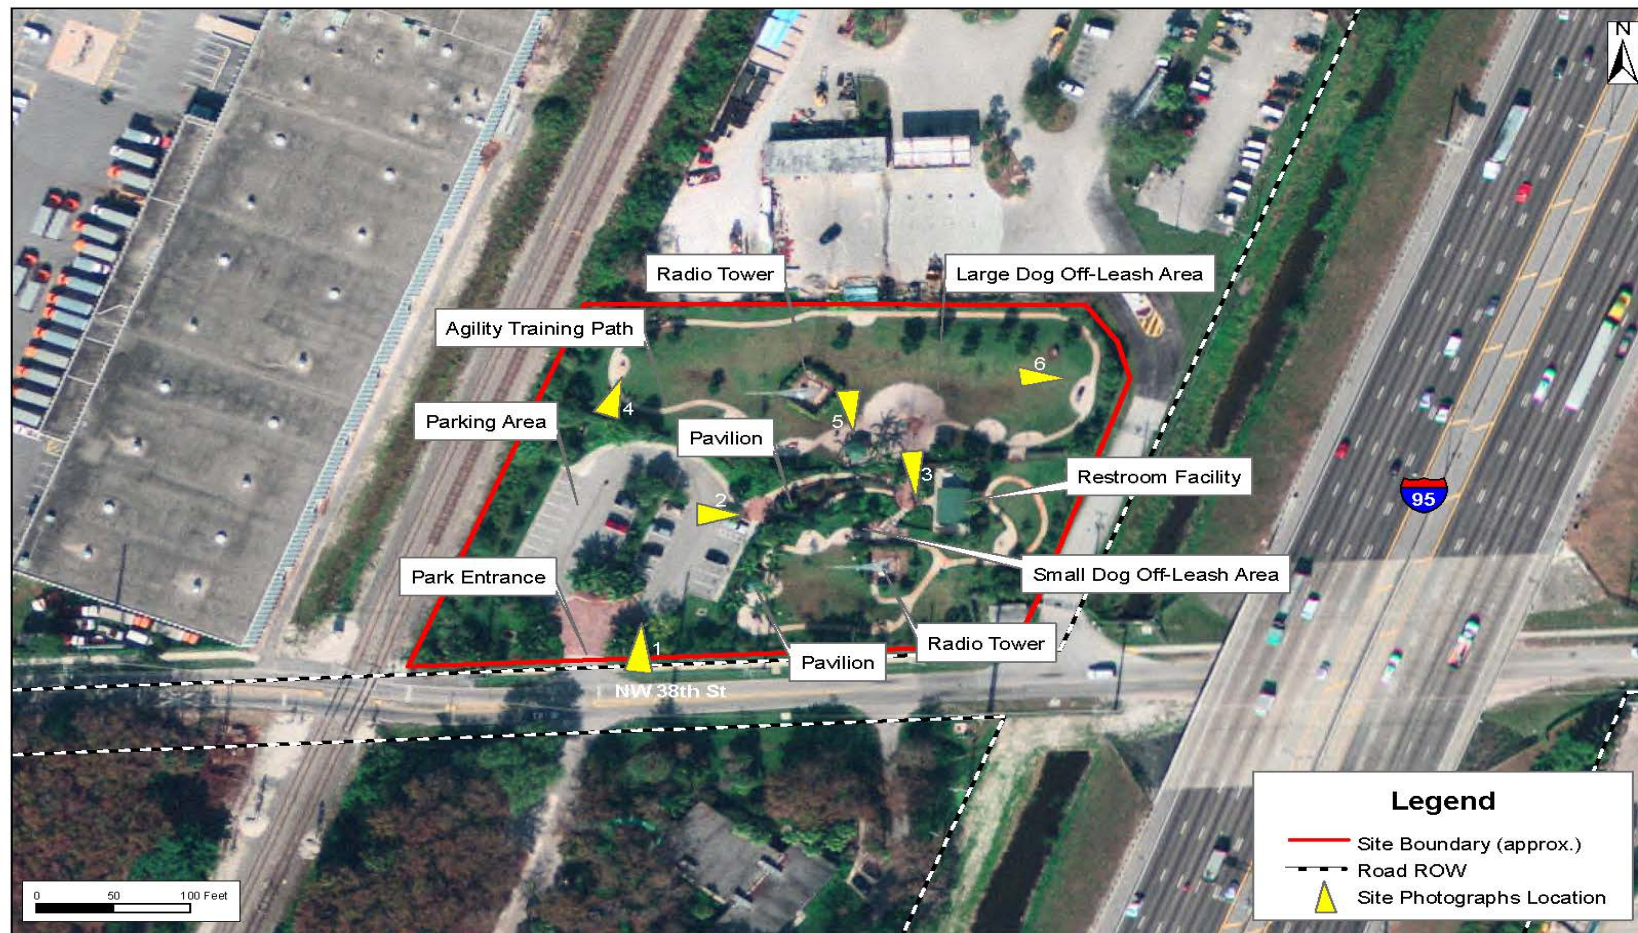 N
Radio Tower
Large Dog Off-Leash Area
Agility Training Path
6
4
Parking Area
5
Pavilion
3
Restroom Facility
95
2
Park Entrance
Small Dog Off-Leash Area
1
Radio Tower
Pavilion
NW 38th St
Legend
Site Boundary (approx.)
Road ROW
Site Photographs Location
0 50 100 Feet